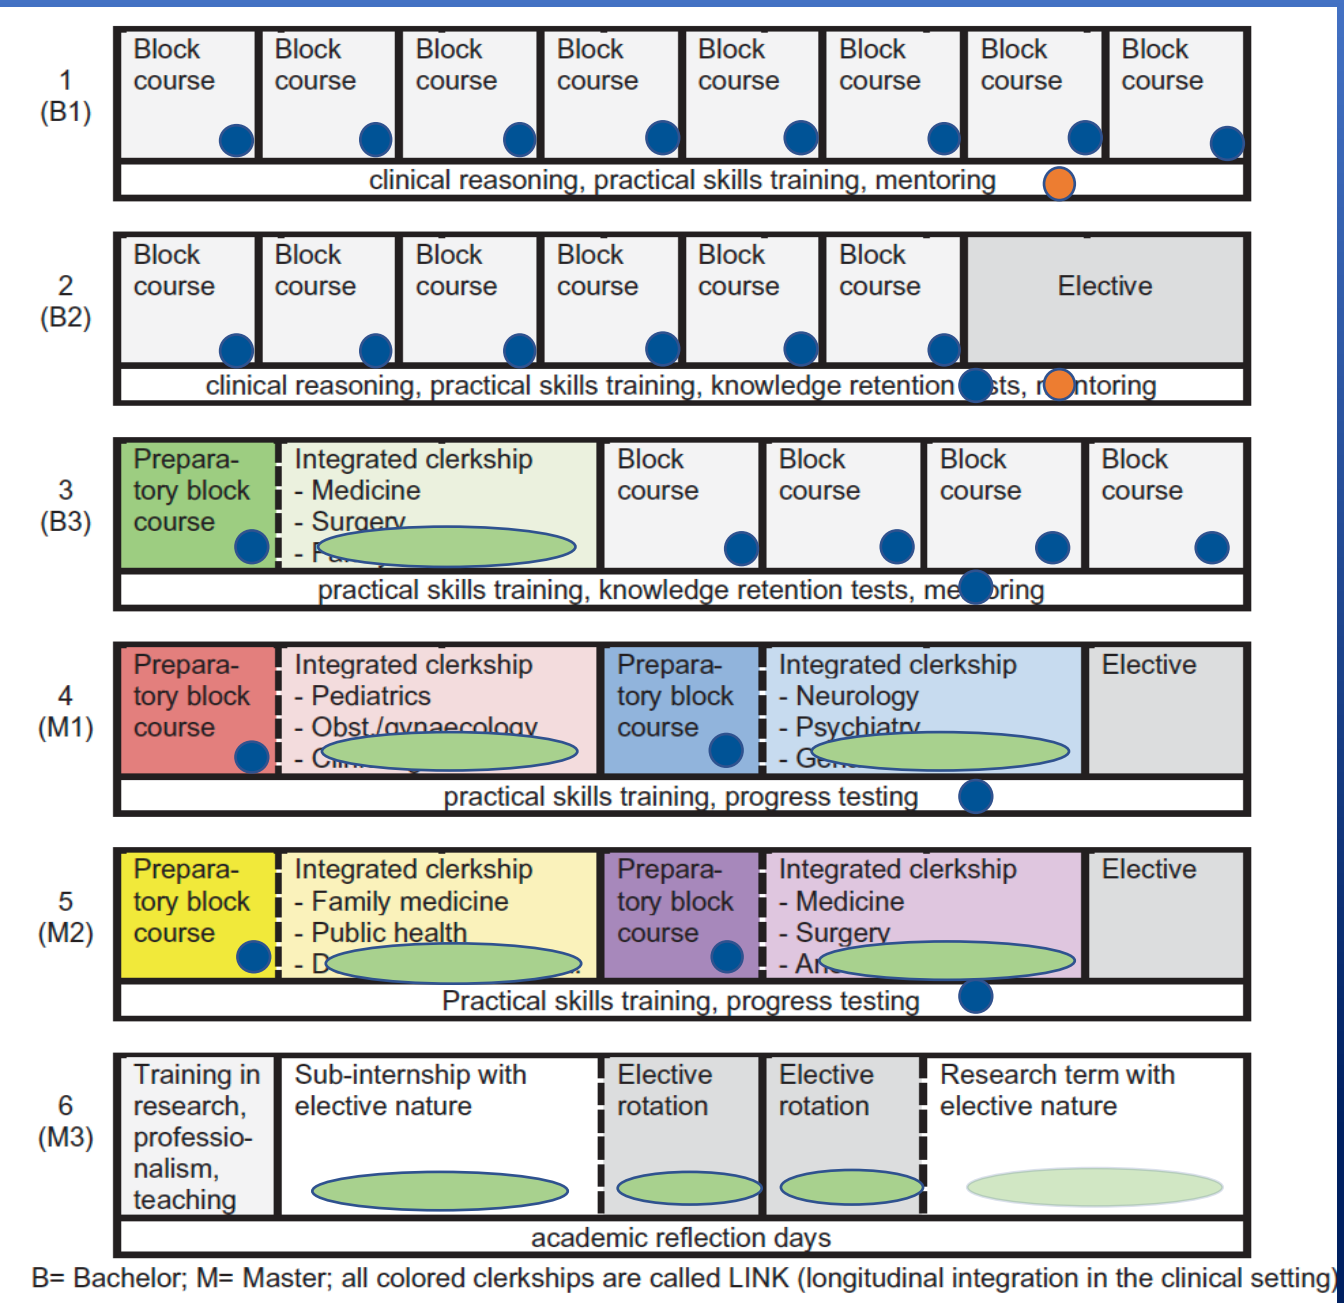 1
(B1)
Block
course
Block
course
Block
course
Block
course
Block
course
Block
course
Block
course
Block
course
clinical reasoning, practical skills training, mentoring
2
(B2)
Block
course
Block
course
Block
course
Block
course
Block
course
Block
course
Elective
clinical reasoning, practical skills training, knowledge retention
3
(B3)
Prepara-
tory block
course
Integrated clerkship
- Medicine
- Surgery
-
Block
course
Block
course
Block
course
Block
course
practical skills training, knowledge retention tests,
4
(M1)
Prepara-
tory block
course
Integrated clerkship
- Pediatrics
- Obst./gynaecology
-
Prepara-
tory block
course
Integrated clerkship
- Neurology
- Psychiatry
-
Elective
practical skills training, progress testing
5
(M2)
Prepara-
tory block
course
Integrated clerkship
- Family medicine
- Public health
-
Prepara-
tory block
course
Integrated clerkship
- Medicine
- Surgery
-
Elective
Practical skills training, progress testing
6
(M3)
Training in
research,
professio-
nalism,
teaching
Sub-internship with
elective nature
Elective
rotation
Elective
rotation
Research term with
elective nature
academic reflection days
B= Bachelor; M= Master; all colored clerkships are called LINK (longitudinal integration in the clinical setting)